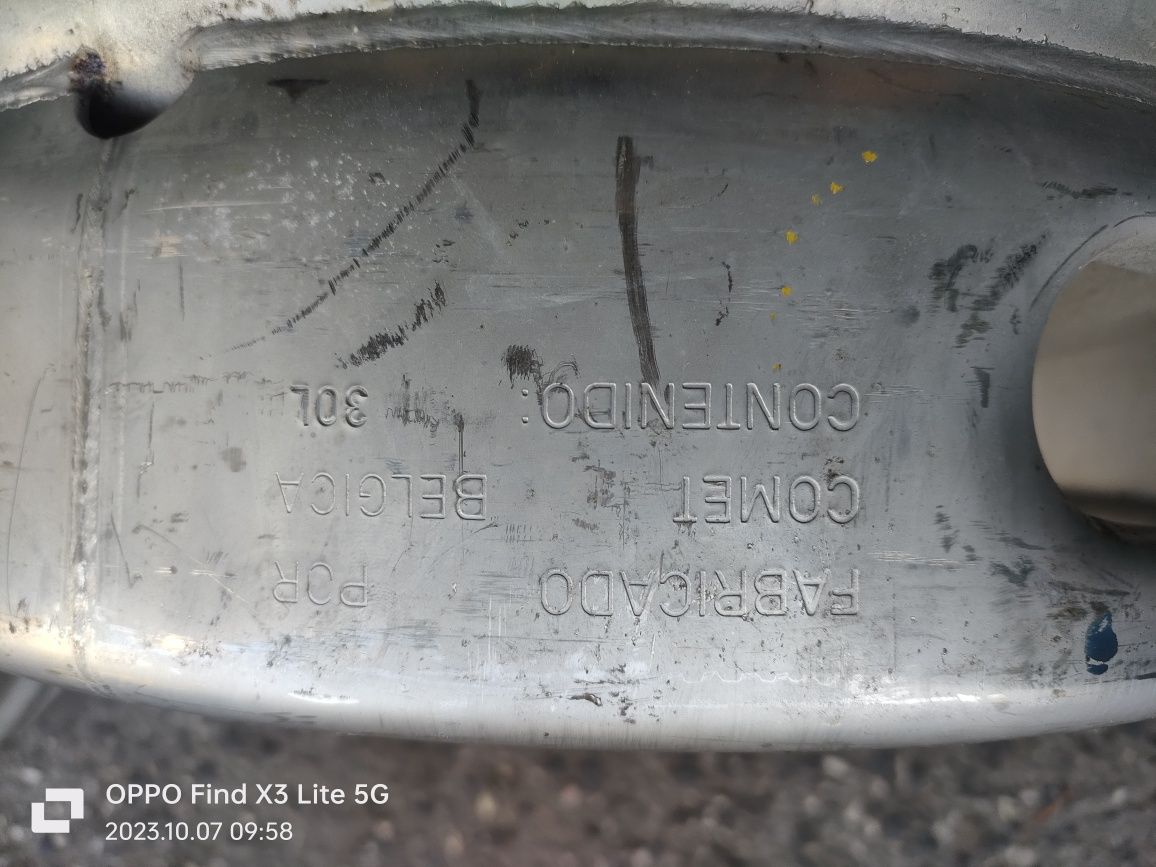 FABRICADO POR
COMET BELGICA
CONTENIDO: 30L
OPPO Find X3 Lite 5G
2023.10.07 09:58